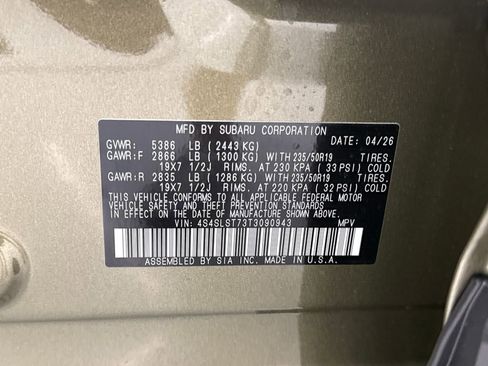 MFD BY SUBARU CORPORATION
GVWR: 5386 LB ( 2443 KG) DATE: 04/26
GAWR:F 2866 LB ( 1300 KG) WITH 235/50R19 TIRES.
19X7 1/2J RIMS. AT 230 KPA ( 33 PSI) COLD
GAWR:R 2835 LB ( 1286 KG) WITH 235/50R19 TIRES.
19X7 1/2J RIMS. AT 220 KPA ( 32 PSI) COLD
THIS VEHICLE CONFORMS TO ALL APPLICABLE FEDERAL MOTOR
VEHICLE SAFETY AND THEFT PREVENTION STANDARDS IN EFFECT
ON THE DATE OF MANUFACTURE SHOWN ABOVE.
VIN: 4S4SLST73T3090943 MPV
ASSEMBLED BY SIA INC. MADE IN U.S.A.